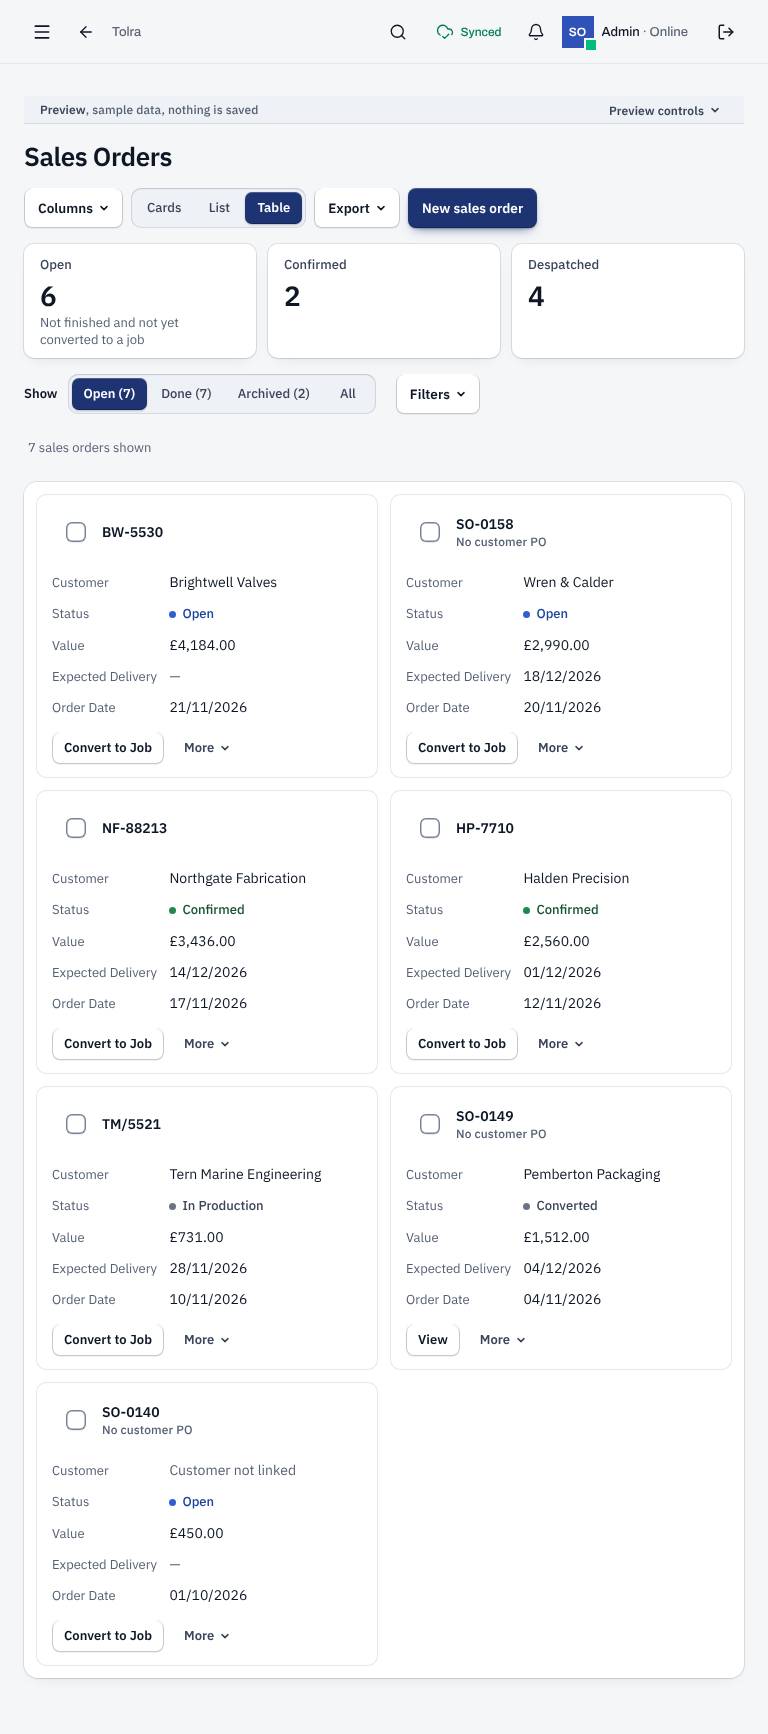 Tolra
Synced
SO
Admin · Online
Preview, sample data, nothing is saved
Preview controls
Sales Orders
Columns
Cards
List
Table
Export
New sales order
Open
6
Not finished and not yet
converted to a job
Confirmed
2
Despatched
4
Show
Open (7)
Done (7)
Archived (2)
All
Filters
7 sales orders shown
BW-5530
Customer Brightwell Valves
Status Open
Value £4,184.00
Expected Delivery —
Order Date 21/11/2026
Convert to Job More
SO-0158
No customer PO
Customer Wren & Calder
Status Open
Value £2,990.00
Expected Delivery 18/12/2026
Order Date 20/11/2026
Convert to Job More
NF-88213
Customer Northgate Fabrication
Status Confirmed
Value £3,436.00
Expected Delivery 14/12/2026
Order Date 17/11/2026
Convert to Job More
HP-7710
Customer Halden Precision
Status Confirmed
Value £2,560.00
Expected Delivery 01/12/2026
Order Date 12/11/2026
Convert to Job More
TM/5521
Customer Tern Marine Engineering
Status In Production
Value £731.00
Expected Delivery 28/11/2026
Order Date 10/11/2026
Convert to Job More
SO-0149
No customer PO
Customer Pemberton Packaging
Status Converted
Value £1,512.00
Expected Delivery 04/12/2026
Order Date 04/11/2026
View More
SO-0140
No customer PO
Customer Customer not linked
Status Open
Value £450.00
Expected Delivery —
Order Date 01/10/2026
Convert to Job More